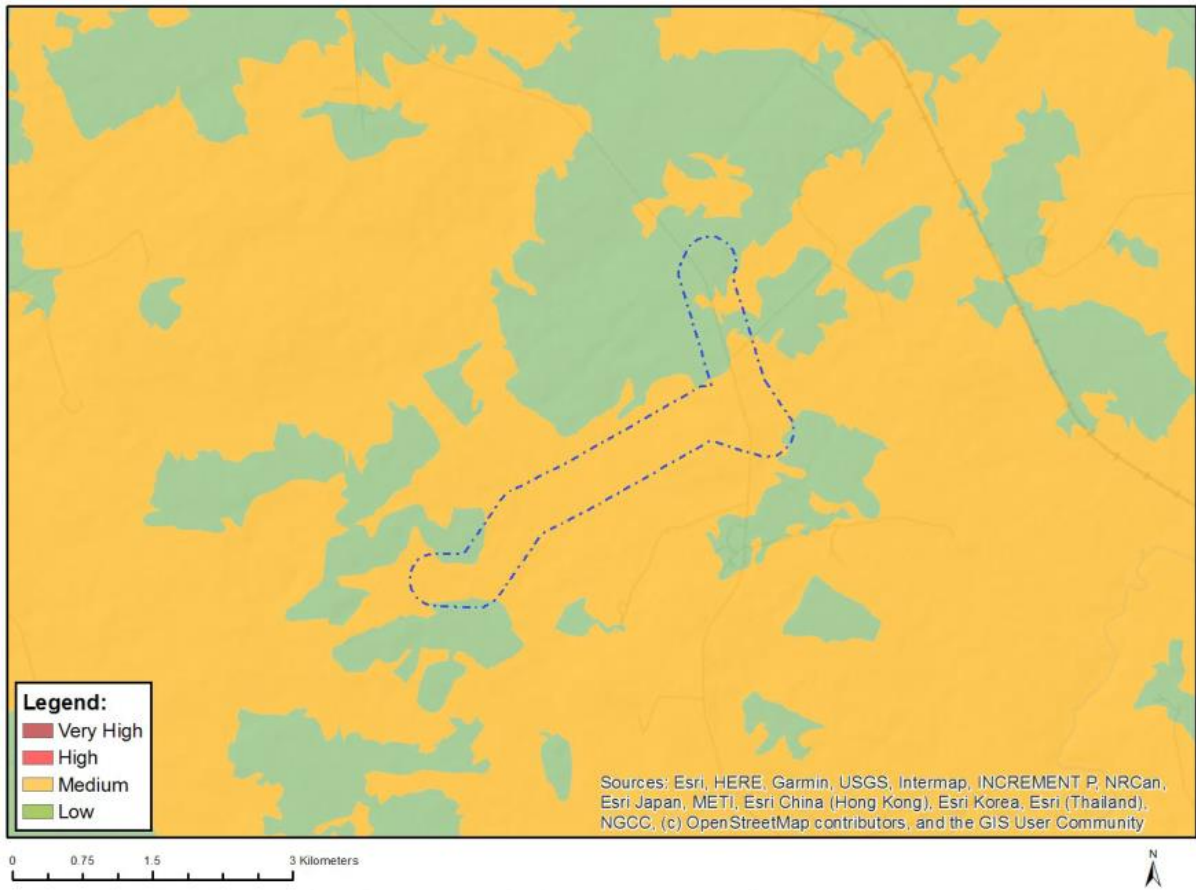 Legend:
Very High
High
Medium
Low
Sources: Esri, HERE, Garmin, USGS, Intermap, INCREMENT P, NRCan,
Esri Japan, METI, Esri China (Hong Kong), Esri Korea, Esri (Thailand),
NGCC, (c) OpenStreetMap contributors, and the GIS User Community
0 0.75 1.5 3 Kilometers
N